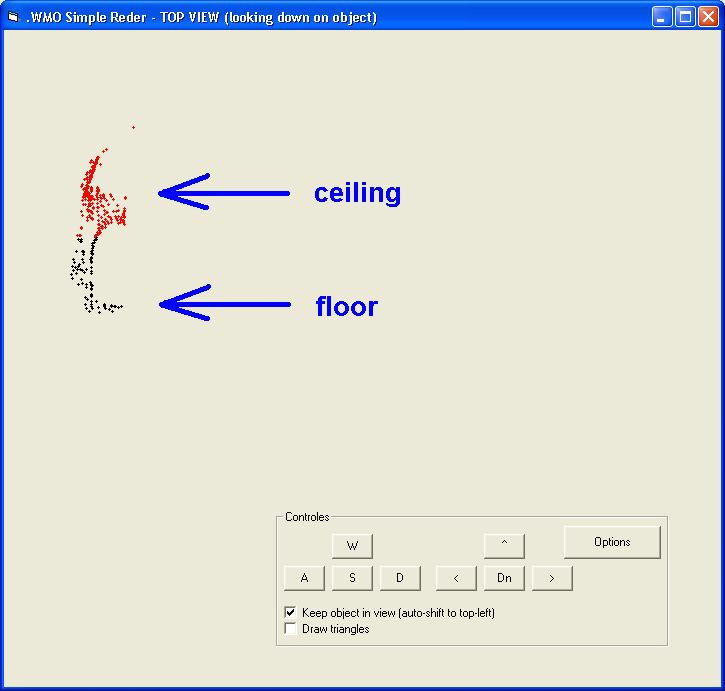 .WMO Simple Reder - TOP VIEW (looking down on object)
ceiling
floor
Controles
W ^ Options
A S D < Dn >
Keep object in view (auto-shift to top-left)
Draw triangles